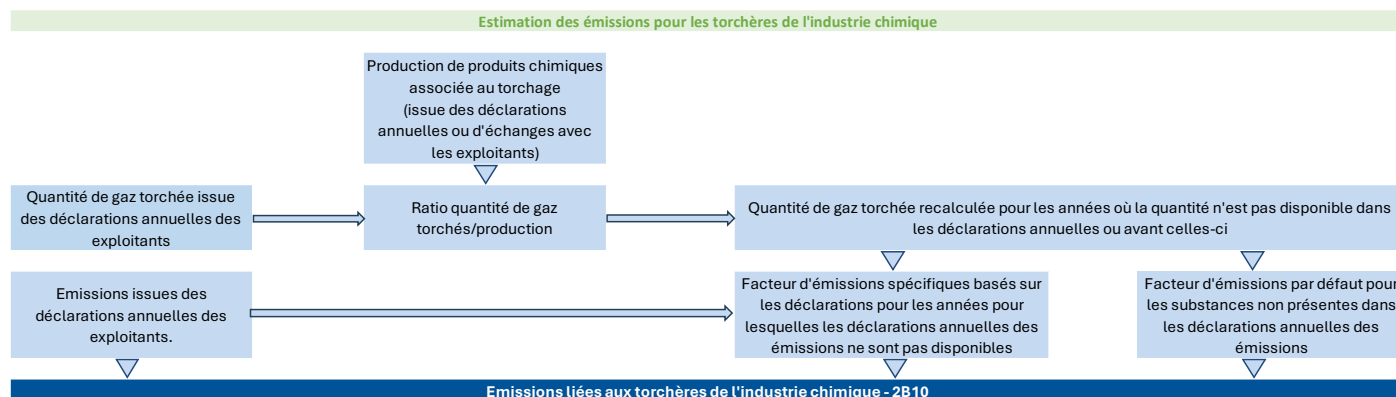 Estimation des émissions pour les torchères de l'industrie chimique
Production de produits chimiques
associée au torchage
(issue des déclarations
annuelles ou d'échanges avec
les exploitants)
Quantité de gaz torchée issue
des déclarations annuelles des
exploitants
Ratio quantité de gaz
torchés/production
Quantité de gaz torchée recalculée pour les années où la quantité n'est pas disponible dans
les déclarations annuelles ou avant celles-ci
Emissions issues des
déclarations annuelles des
exploitants.
Facteur d'émissions spécifiques basés sur
les déclarations pour les années pour
lesquelles les déclarations annuelles des
émissions ne sont pas disponibles
Facteur d'émissions par défaut pour
les substances non présentes dans
les déclarations annuelles des
émissions
Emissions liées aux torchères de l'industrie chimique - 2B10